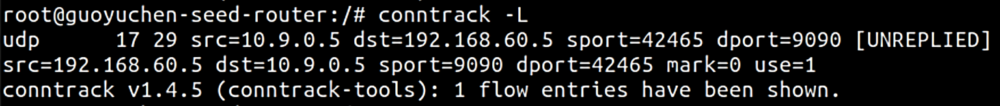 root@guoyuchen-seed-router:/# conntrack -L
udp      17 29 src=10.9.0.5 dst=192.168.60.5 sport=42465 dport=9090 [UNREPLIED]
src=192.168.60.5 dst=10.9.0.5 sport=9090 dport=42465 mark=0 use=1
conntrack v1.4.5 (conntrack-tools): 1 flow entries have been shown.